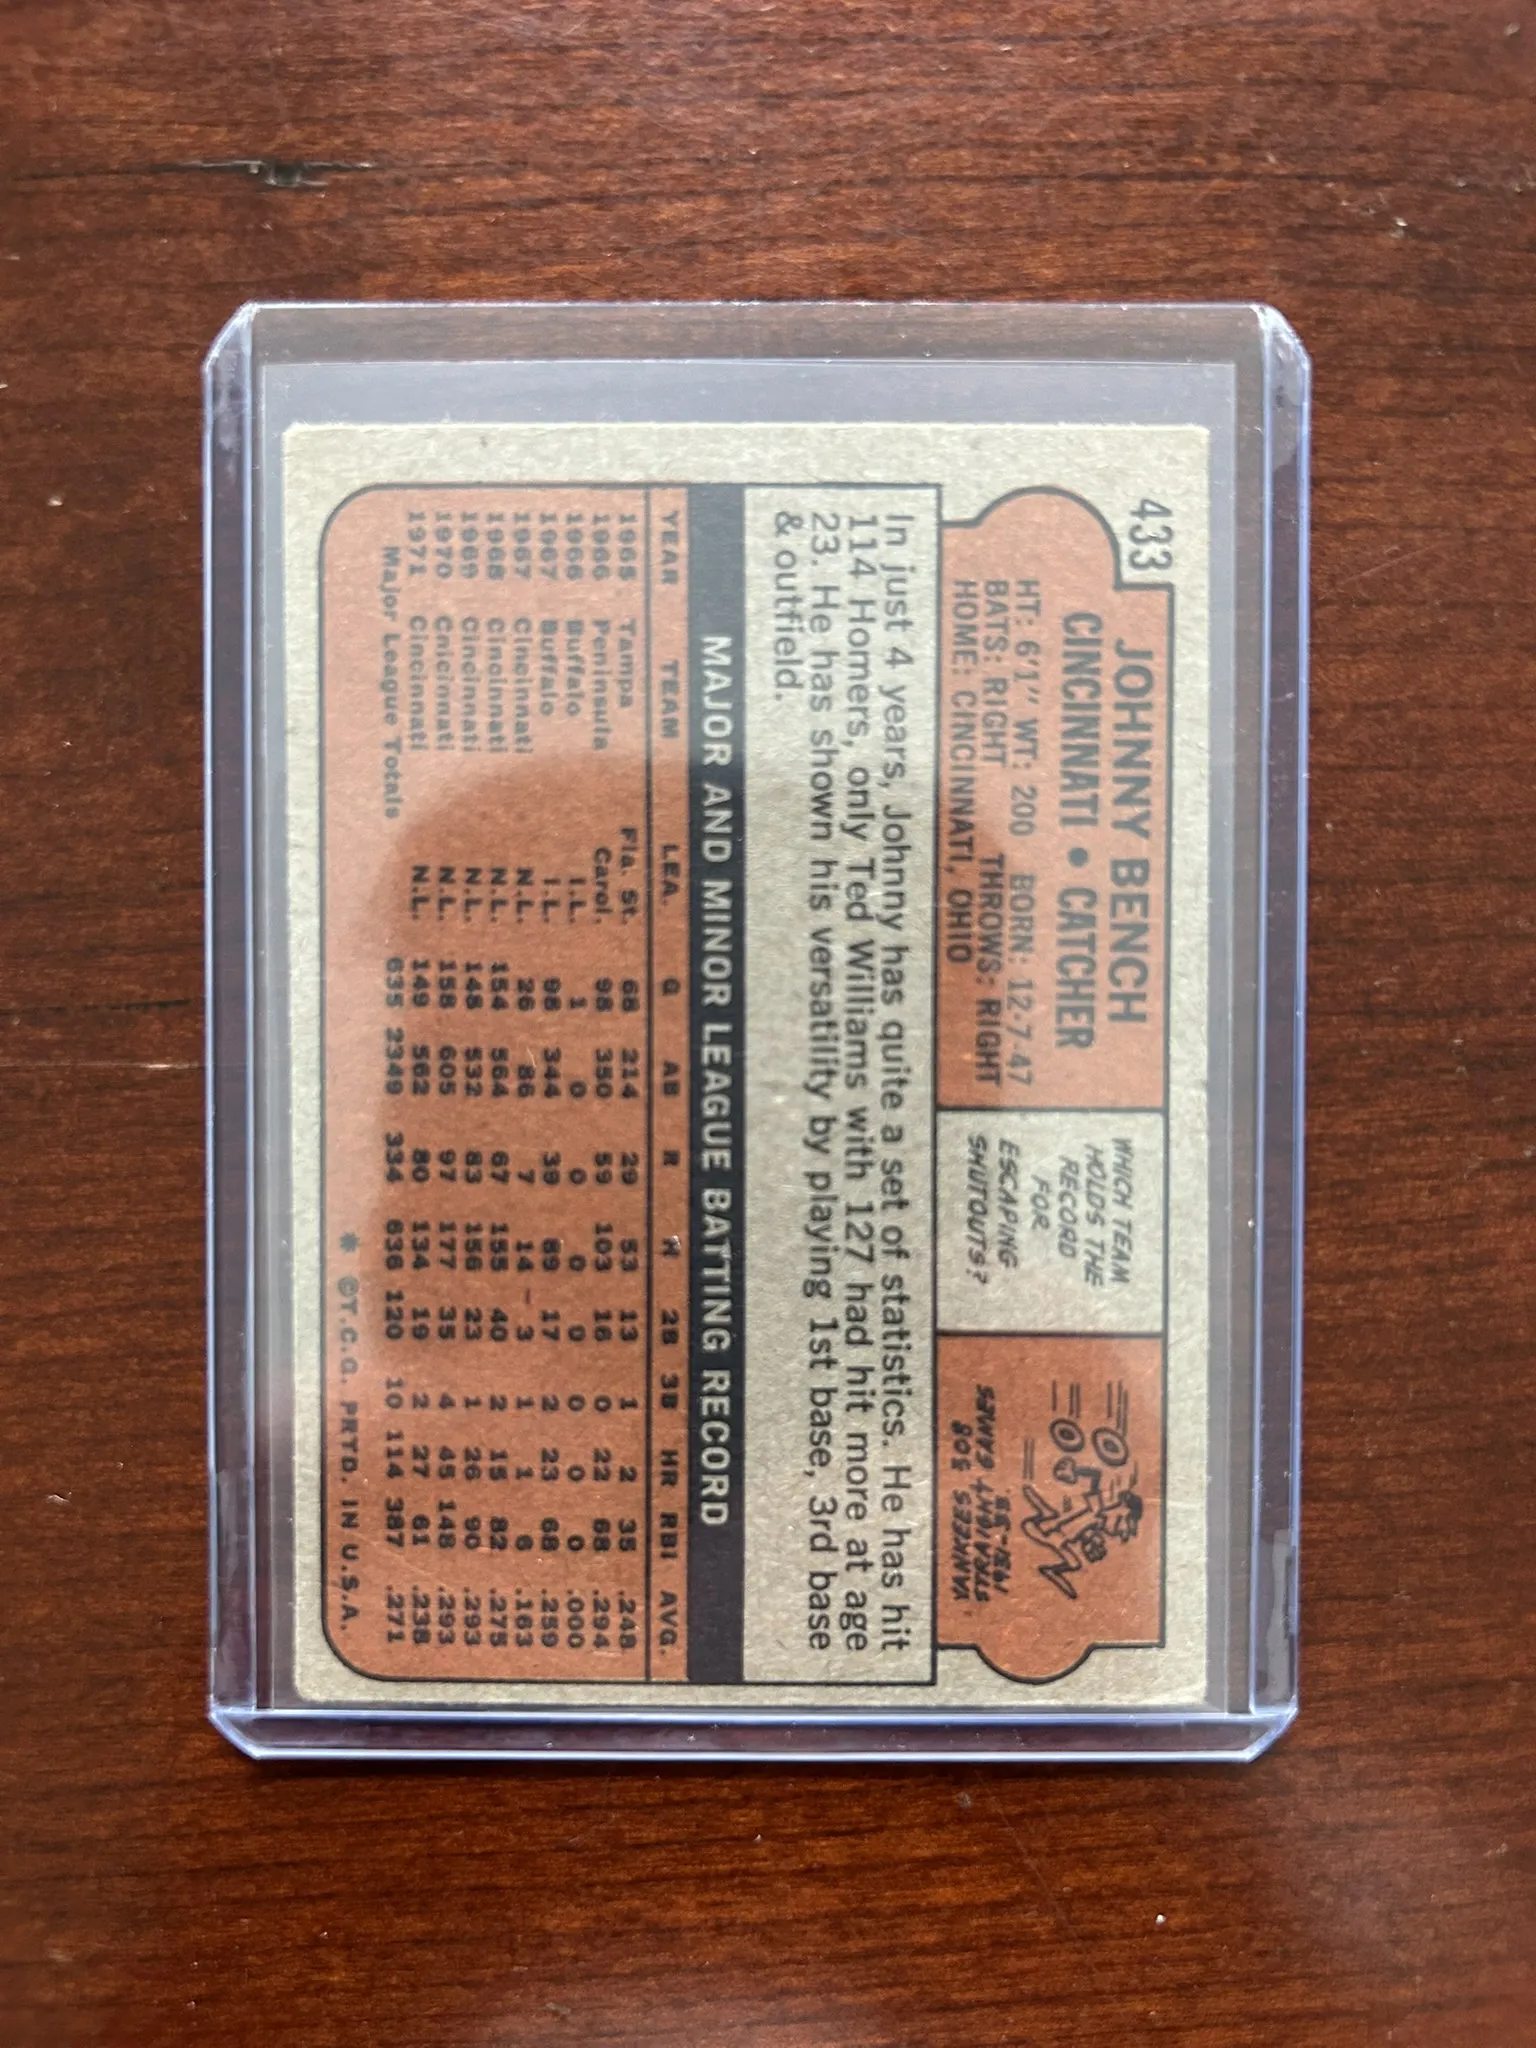 433
JOHNNY BENCH
CINCINNATI • CATCHER
HT: 6'1" WT: 200 BORN: 12-7-47
BATS: RIGHT THROWS: RIGHT
HOME: CINCINNATI, OHIO
WHICH TEAM
HOLDS THE
RECORD
FOR
ESCAPING
SHUTOUTS?
YANKEES 308
STRAIGHT GAMES
1931-33.
In just 4 years, Johnny has quite a set of statistics. He has hit
114 Homers, only Ted Williams with 127 had hit more at age
23. He has shown his versatility by playing 1st base, 3rd base
& outfield.
MAJOR AND MINOR LEAGUE BATTING RECORD
YEAR TEAM LEA. G AB R H 2B 3B HR RBI AVG.
1965 Tampa Fla. St. 68 214 29 53 13 1 2 35 .248
1966 Peninsula Carol. 98 350 59 103 16 0 22 68 .294
1966 Buffalo I.L. 1 0 0 0 0 0 0 0 .000
1967 Buffalo I.L. 98 344 39 89 17 2 23 68 .259
1967 Cincinnati N.L. 26 86 7 14 3 1 1 6 .163
1968 Cincinnati N.L. 154 564 67 155 40 2 15 82 .275
1969 Cincinnati N.L. 148 532 83 156 23 1 26 90 .293
1970 Cnicinnati N.L. 158 605 97 177 35 4 45 148 .293
1971 Cincinnati N.L. 149 562 80 134 19 2 27 61 .238
Major League Totals 635 2349 334 636 120 10 114 387 .271
* ©T.C.G. PRTD. IN U.S.A.